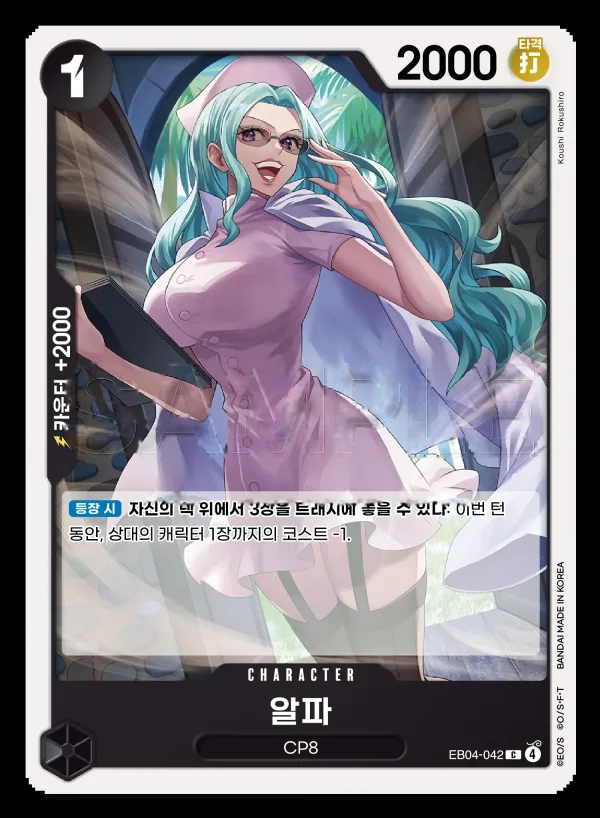 1
2000
타격
打
Koushi Rokushiro
카운터 +2000
SAMPLE
등장 시 자신의 덱 위에서 3장을 트래시에 놓을 수 있다: 이번 턴
동안, 상대의 캐릭터 1장까지의 코스트 -1.
CHARACTER
알파
CP8
EB04-042 C 4
©EO/S ©O/S·F·T BANDAI MADE IN KOREA